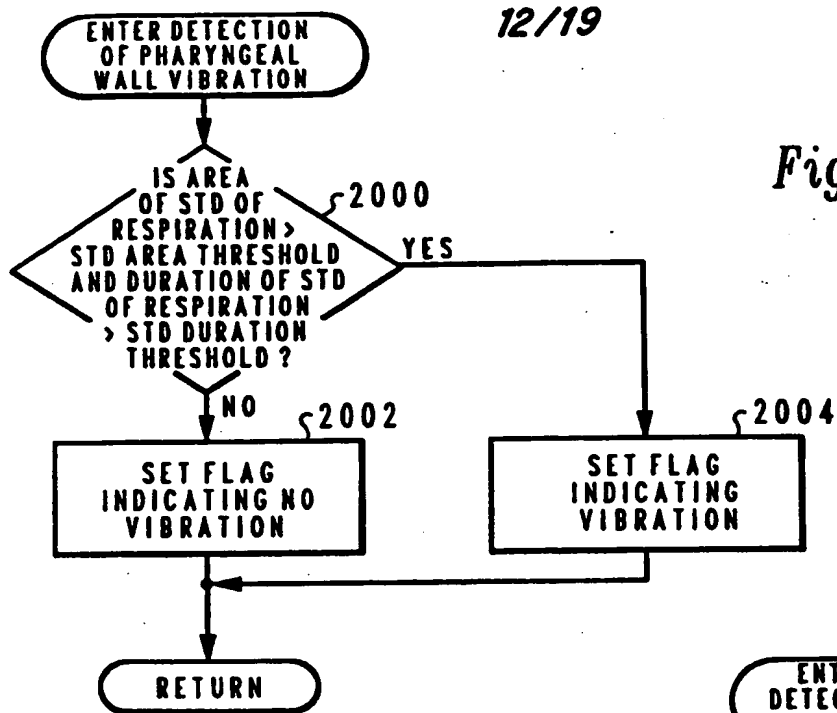 12/19
ENTER DETECTION
OF PHARYNGEAL
WALL VIBRATION
Fig
IS AREA
OF STD OF
RESPIRATION >
STD AREA THRESHOLD
AND DURATION OF STD
OF RESPIRATION
> STD DURATION
THRESHOLD ?
2000
YES
NO
2002
SET FLAG
INDICATING NO
VIBRATION
2004
SET FLAG
INDICATING
VIBRATION
RETURN
ENT
DETEC